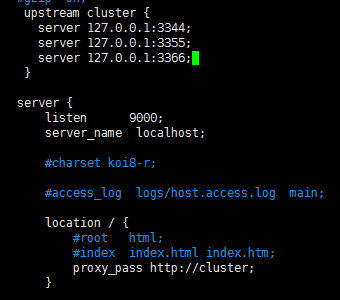 #gzip on;
upstream cluster {
server 127.0.0.1:3344;
server 127.0.0.1:3355;
server 127.0.0.1:3366;
}
server {
listen 9000;
server_name localhost;
#charset koi8-r;
#access_log logs/host.access.log main;
location / {
#root html;
#index index.html index.htm;
proxy_pass http://cluster;
}